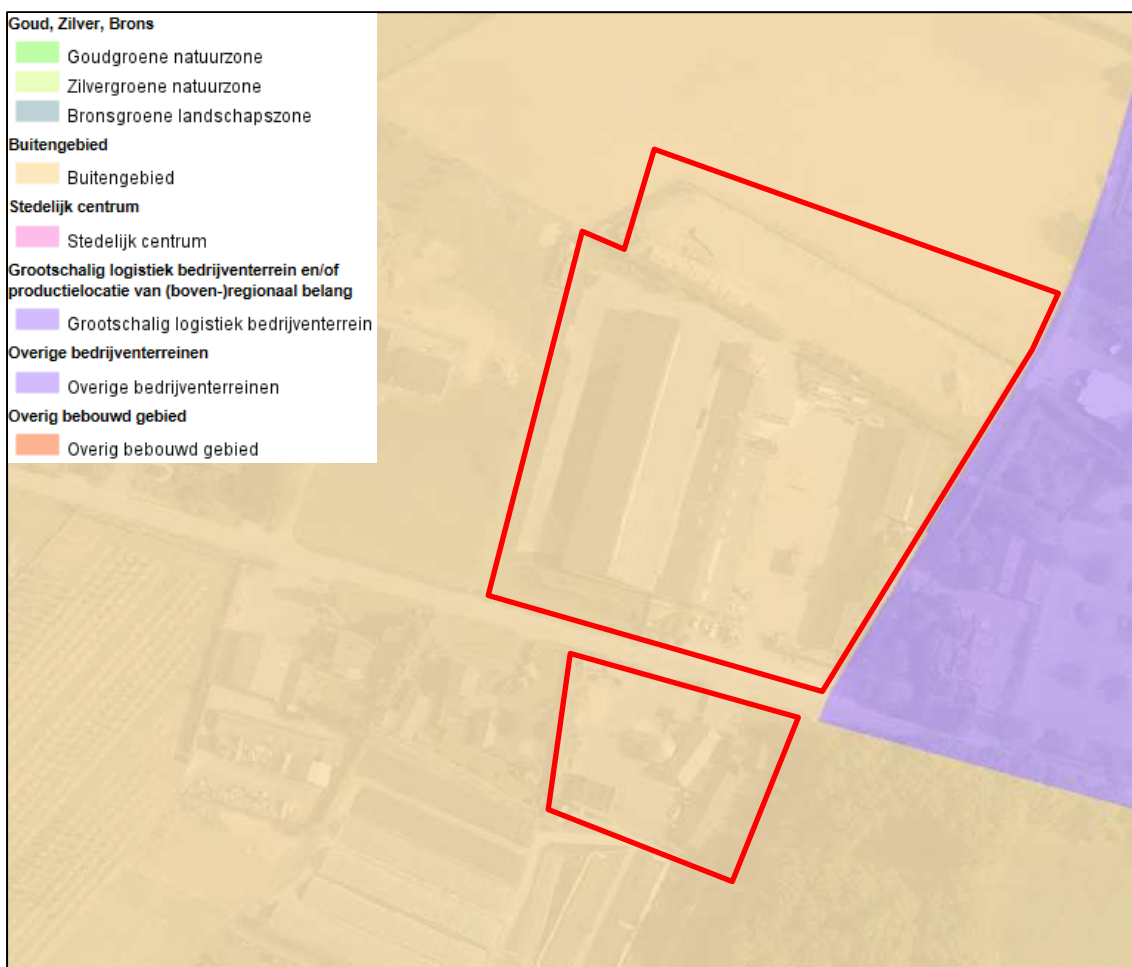 Goud, Zilver, Brons
Goudgroene natuurzone
Zilvergroene natuurzone
Bronsgroene landschapszone
Buitengebied
Buitengebied
Stedelijk centrum
Stedelijk centrum
Grootschalig logistiek bedrijventerrein en/of
productielocatie van (boven-)regionaal belang
Grootschalig logistiek bedrijventerrein
Overige bedrijventerreinen
Overige bedrijventerreinen
Overig bebouwd gebied
Overig bebouwd gebied